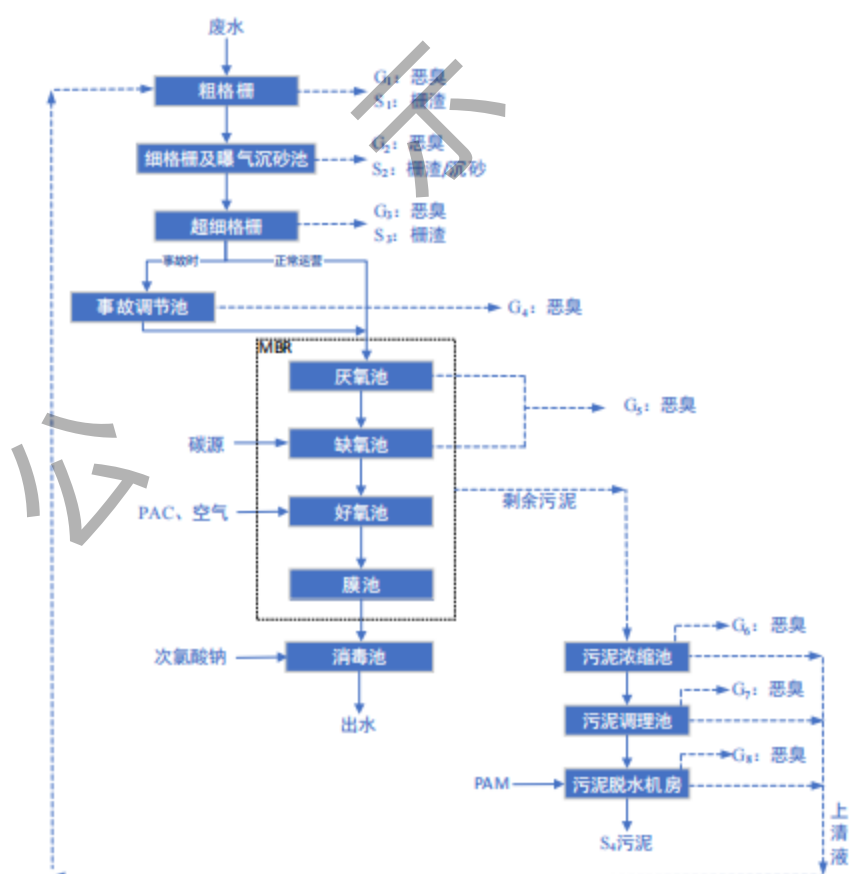 废水
粗格栅
G₁：恶臭
S₁：栅渣
细格栅及曝气沉砂池
G₂：恶臭
S₂：栅渣/沉砂
超细格栅
G₃：恶臭
S₃：栅渣
事故时
正常运营
事故调节池
G₄：恶臭
MBR
厌氧池
G₅：恶臭
碳源
缺氧池
剩余污泥
PAC、空气
好氧池
膜池
G₆：恶臭
次氯酸钠
消毒池
污泥浓缩池
G₇：恶臭
污泥调理池
出水
G₈：恶臭
PAM
污泥脱水机房
上清液
S₄污泥
公示